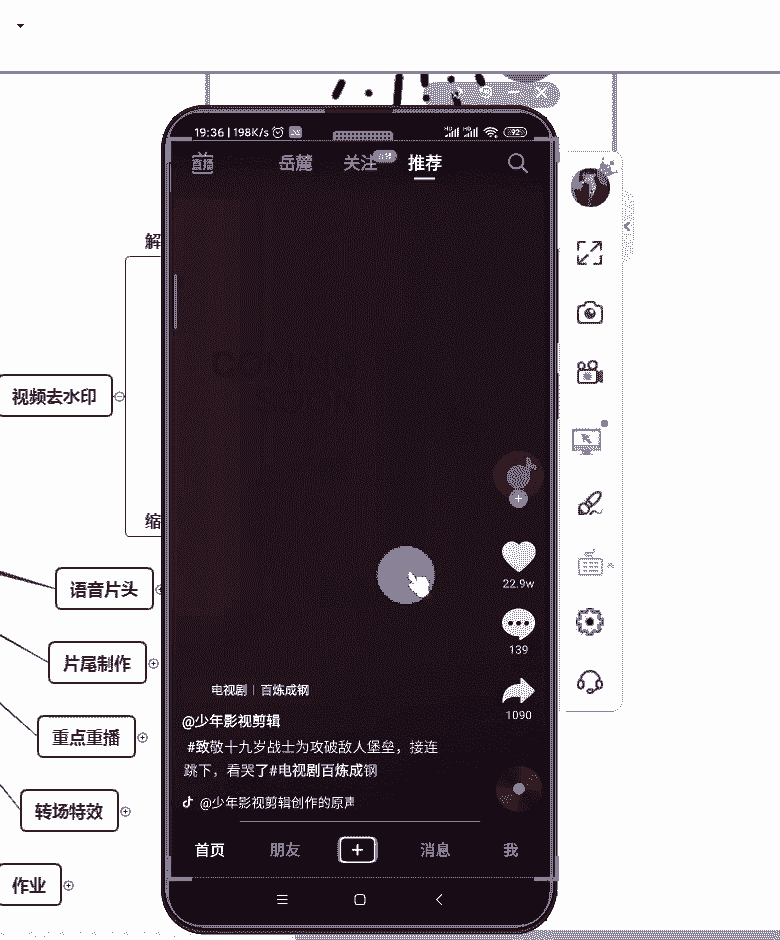 19:36 | 198K/s
92
直播
岳麓
关注
推荐
解
COMING
SOON
视频去水印
缩
语音片头
22.9w
139
片尾制作
1090
电视剧 | 百炼成钢
@少年影视剪辑
重点重播
#致敬十九岁战士为攻破敌人堡垒，接连
跳下，看哭了#电视剧百炼成钢
@少年影视剪辑创作的原声
转场特效
首页
朋友
消息
我
作业